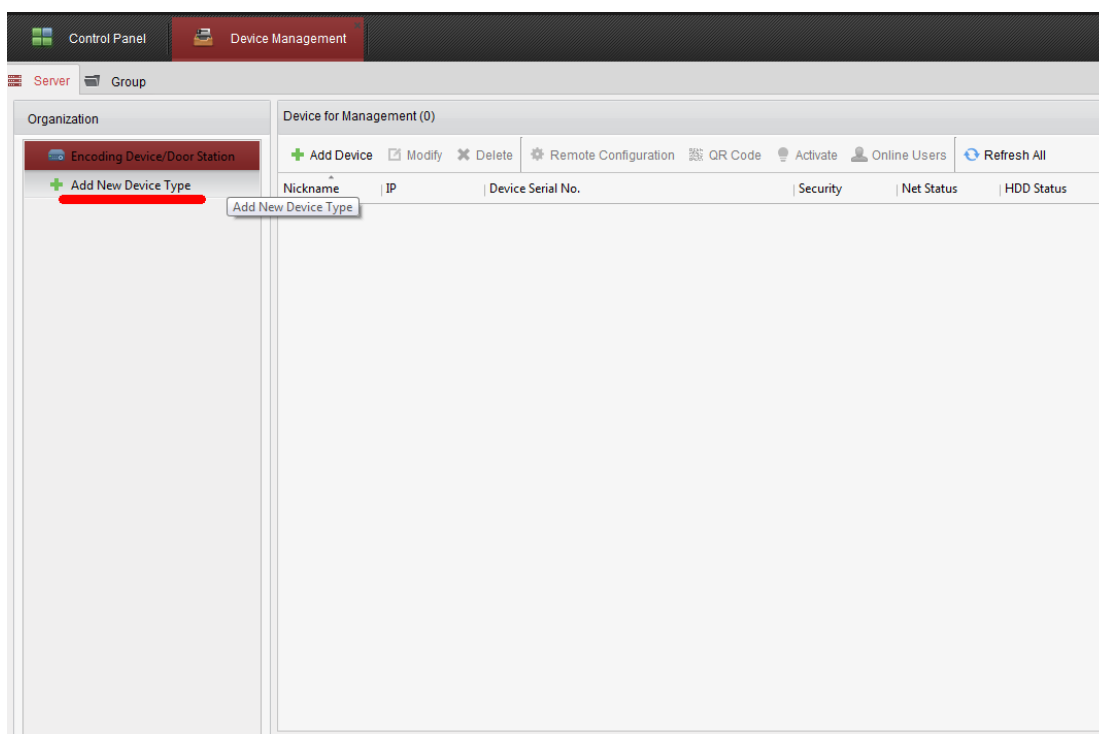 Control Panel Device Management
Server Group
Organization
Device for Management (0)
Encoding Device/Door Station
Add Device Modify Delete Remote Configuration QR Code Activate Online Users Refresh All
Add New Device Type
Nickname IP Device Serial No. Security Net Status HDD Status
Add New Device Type